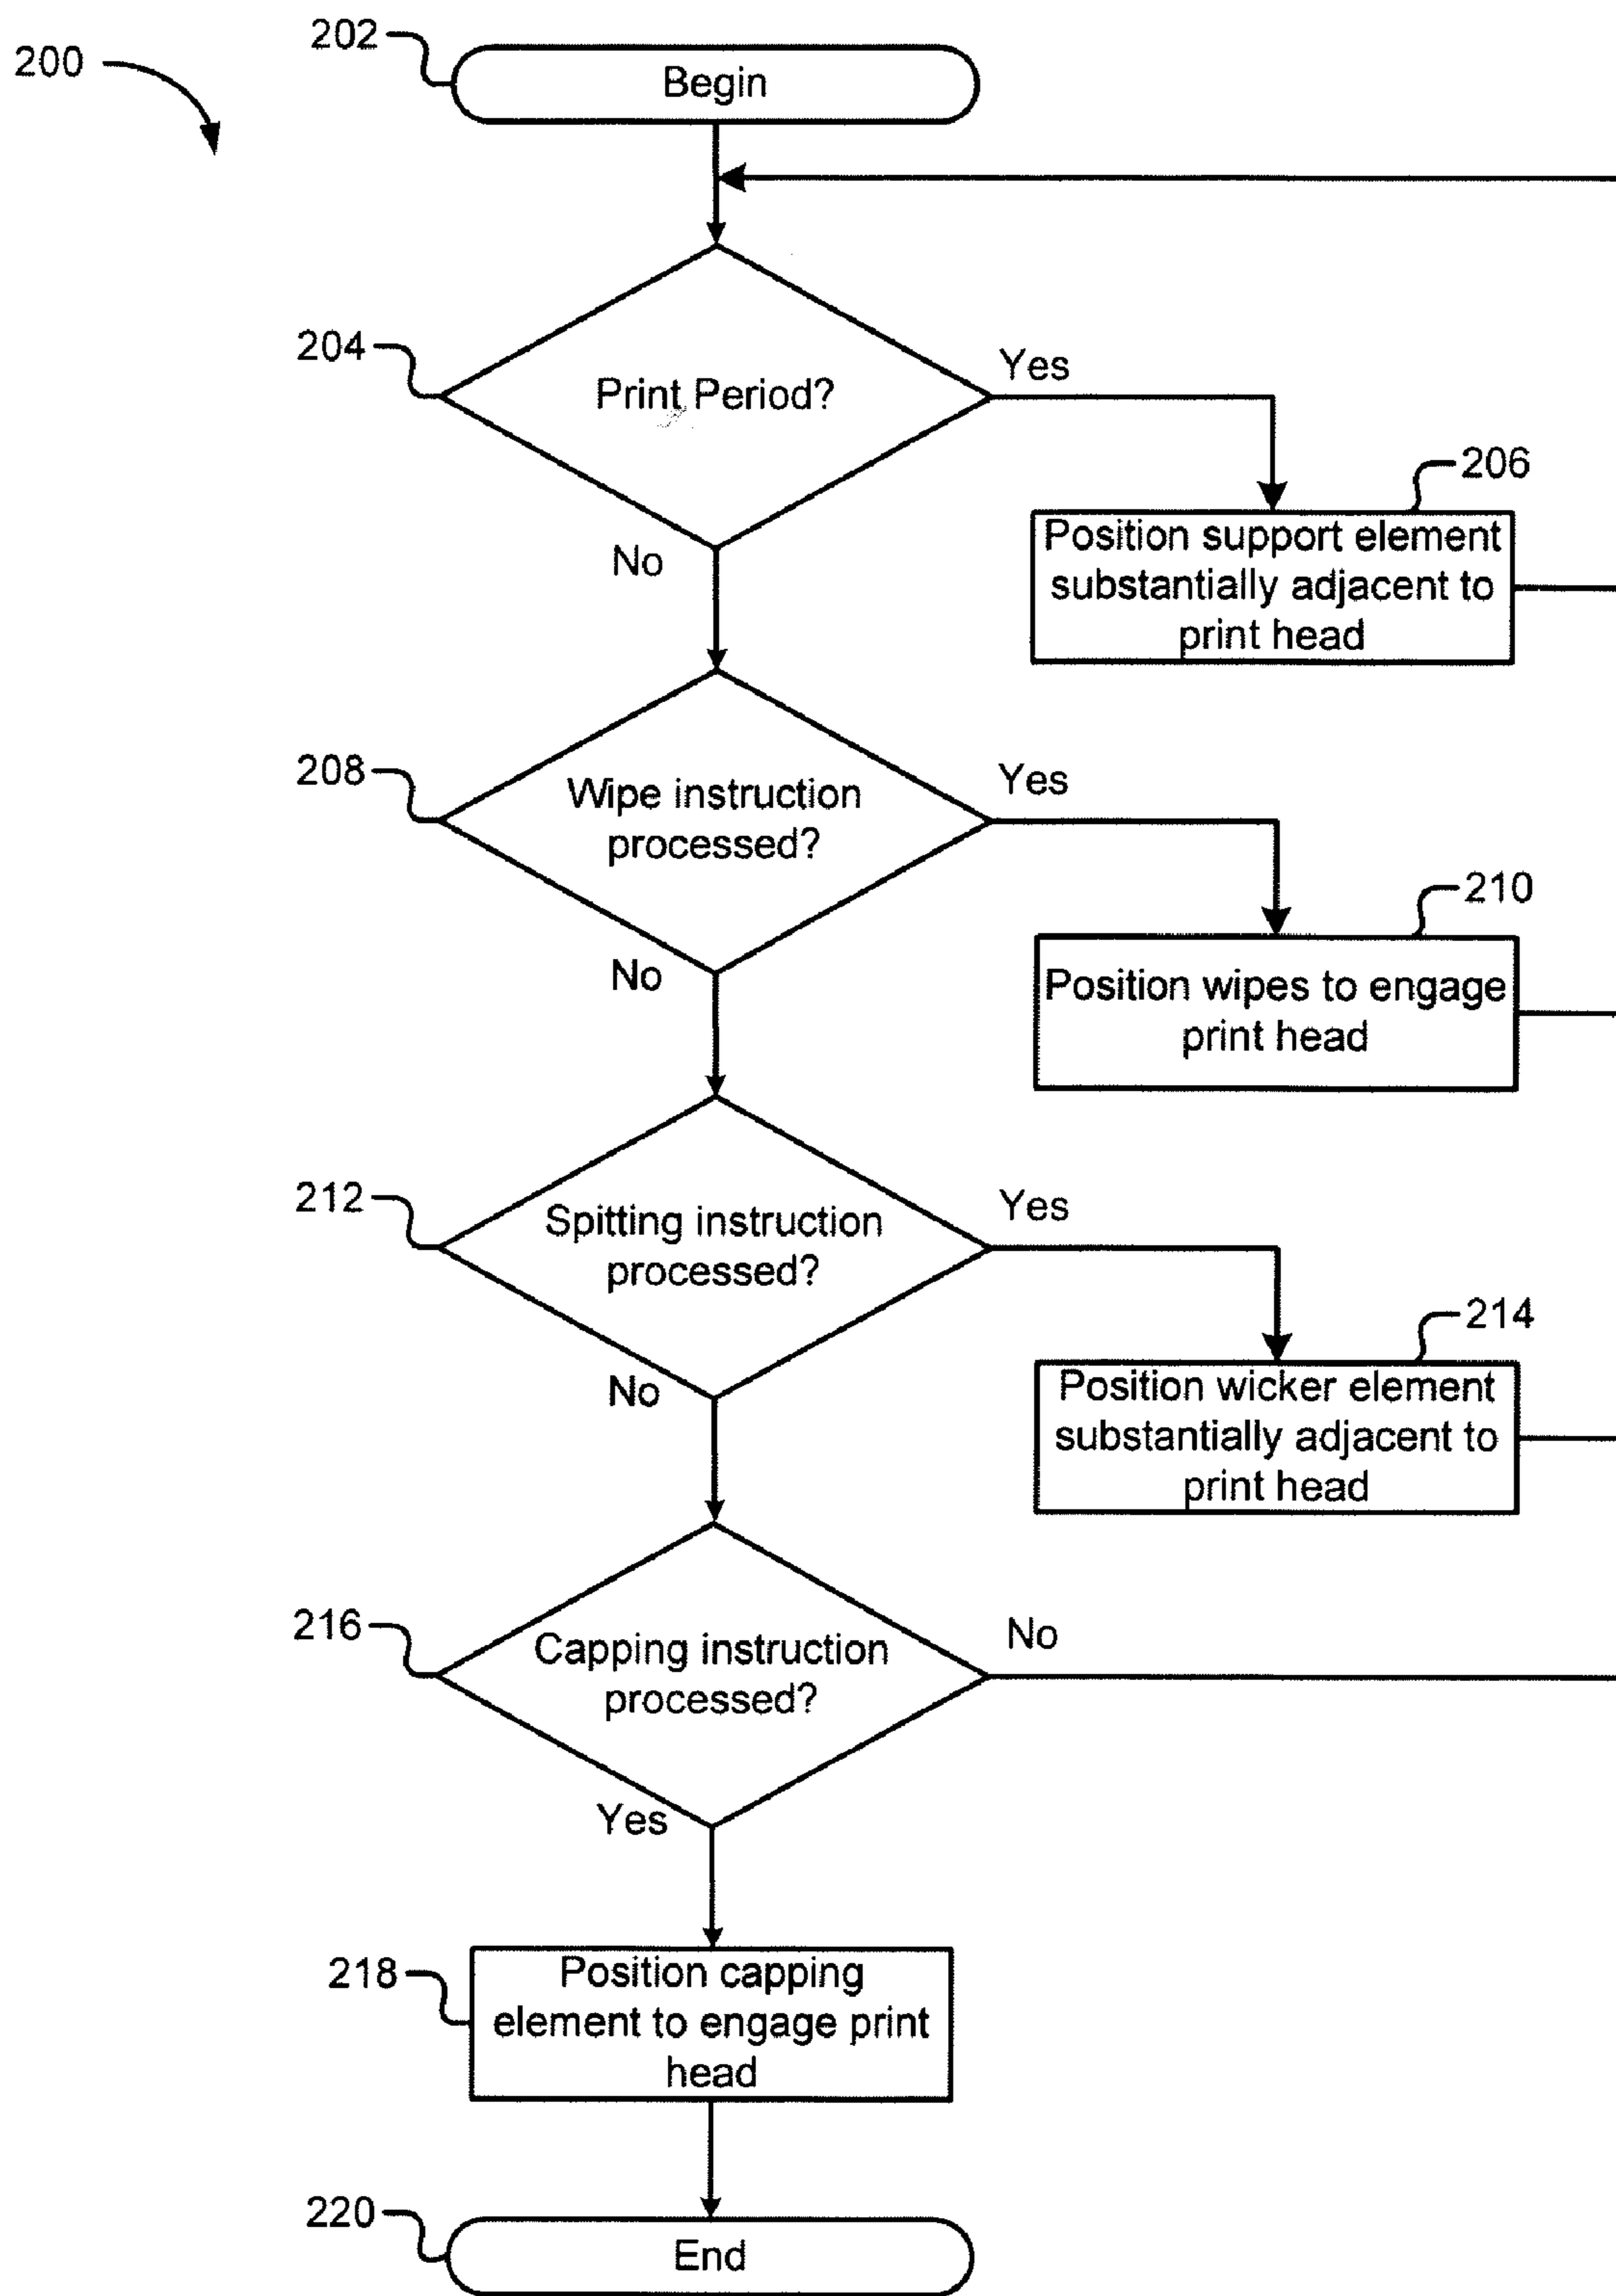 200
202
Begin
204
Print Period?
Yes
No
206
Position support element
substantially adjacent to
print head
208
Wipe instruction
processed?
Yes
No
210
Position wipes to engage
print head
212
Spitting instruction
processed?
Yes
No
214
Position wicker element
substantially adjacent to
print head
216
Capping instruction
processed?
No
Yes
218
Position capping
element to engage print
head
220
End